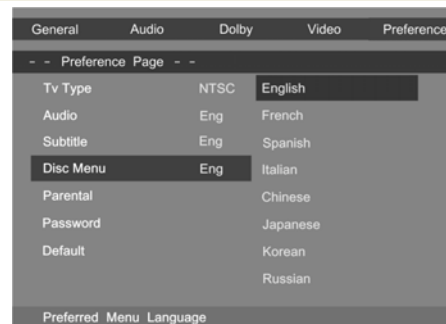 General Audio Dolby Video Preference
- - Preference Page - -
Tv Type NTSC English
Audio Eng French
Subtitle Eng Spanish
Disc Menu Eng Italian
Parental Chinese
Password Japanese
Default Korean
Russian
Preferred Menu Language